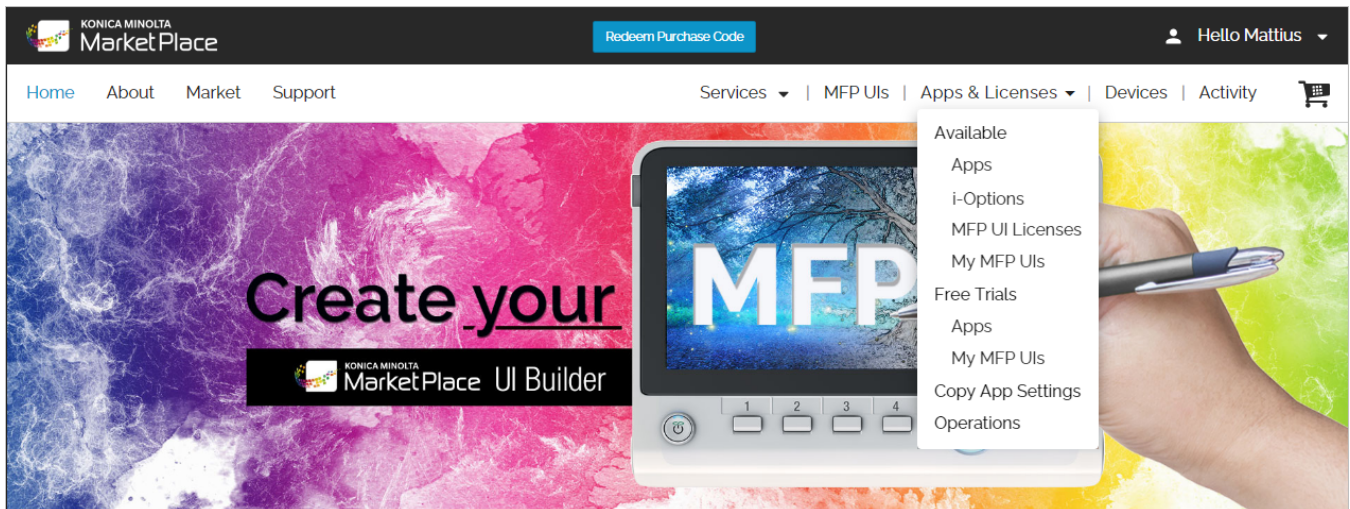 KONICA MINOLTA
MarketPlace
Redeem Purchase Code
Hello Mattius
Home About Market Support
Services | MFP UIs | Apps & Licenses | Devices | Activity
Available
Apps
i-Options
MFP UI Licenses
My MFP UIs
Free Trials
Apps
My MFP UIs
Copy App Settings
Operations
Create your
KONICA MINOLTA
MarketPlace UI Builder
MFP
1 2 3 4